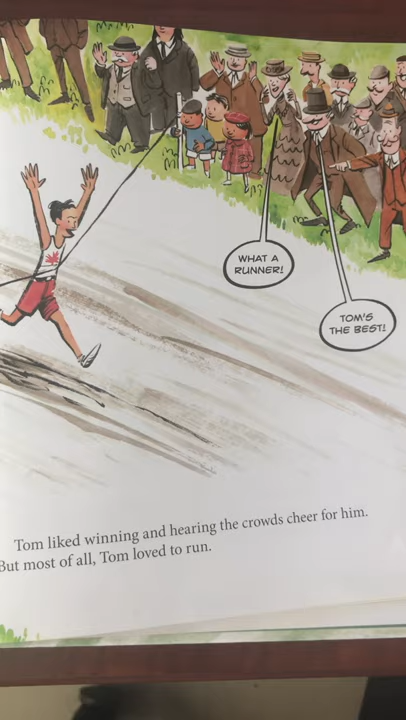 WHAT A
RUNNER!
TOM'S
THE BEST!
Tom liked winning and hearing the crowds cheer for him.
But most of all, Tom loved to run.